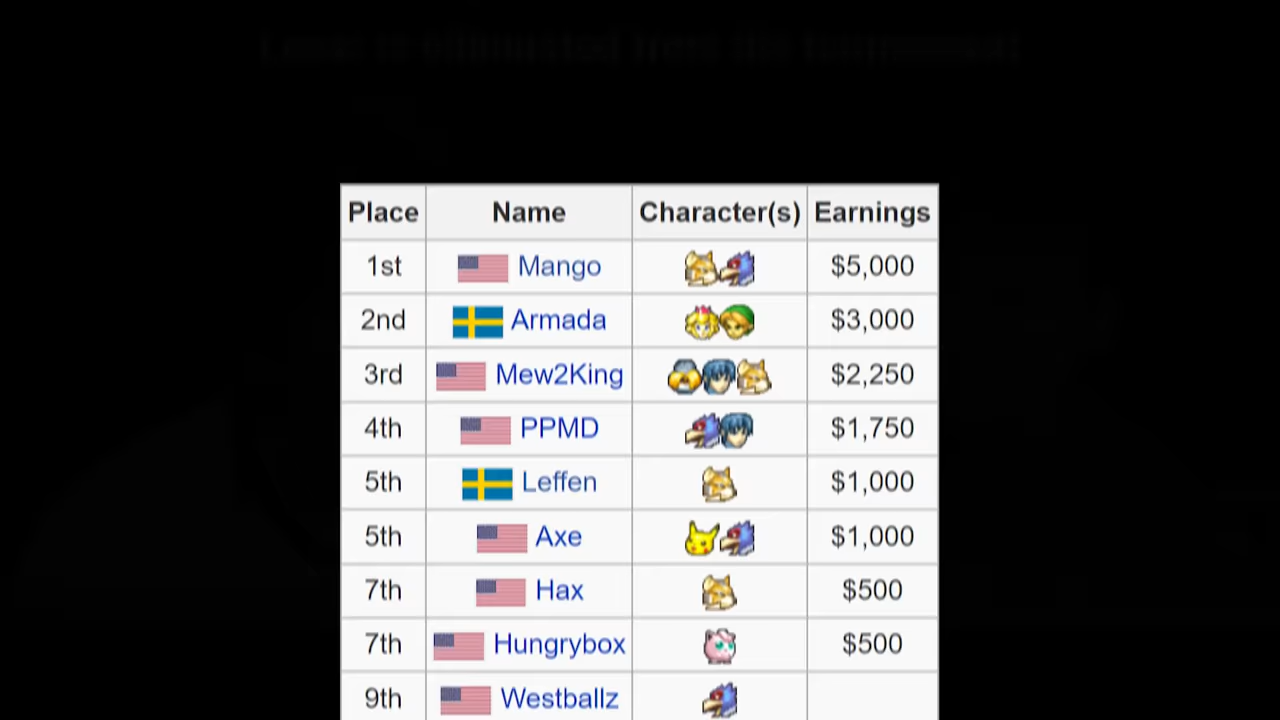 Place Name Character(s) Earnings
1st Mango $5,000
2nd Armada $3,000
3rd Mew2King $2,250
4th PPMD $1,750
5th Leffen $1,000
5th Axe $1,000
7th Hax $500
7th Hungrybox $500
9th Westballz